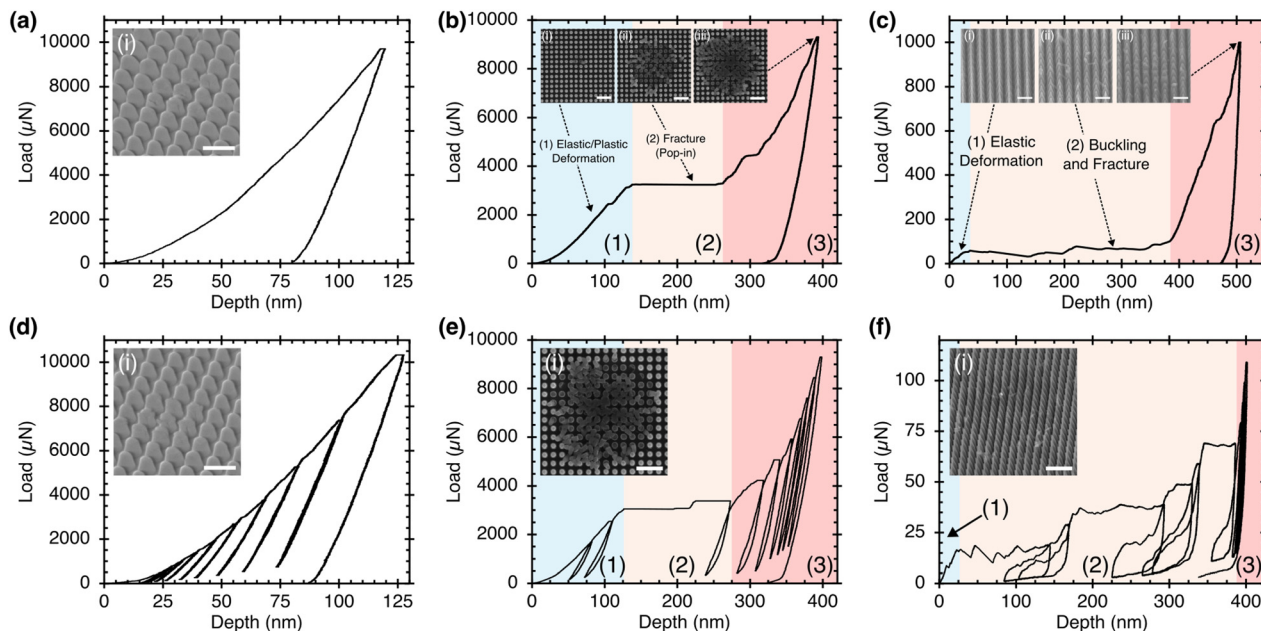 (a)
(i)
Load (µN)
10000
8000
6000
4000
2000
0
0 25 50 75 100 125
Depth (nm)
(b)
(i) (ii) (iii)
Load (µN)
10000
8000
6000
4000
2000
0
(1) Elastic/Plastic
Deformation
(2) Fracture
(Pop-in)
(1) (2) (3)
0 100 200 300 400
Depth (nm)
(c)
(i) (ii) (iii)
Load (µN)
1000
800
600
400
200
0
(1) Elastic
Deformation
(2) Buckling
and Fracture
(3)
0 100 200 300 400 500
Depth (nm)
(d)
(i)
Load (µN)
10000
8000
6000
4000
2000
0
0 25 50 75 100 125
Depth (nm)
(e)
(i)
Load (µN)
10000
8000
6000
4000
2000
0
(1) (2) (3)
0 100 200 300 400
Depth (nm)
(f)
(i)
Load (µN)
100
75
50
25
0
(1)
(2) (3)
0 100 200 300 400
Depth (nm)